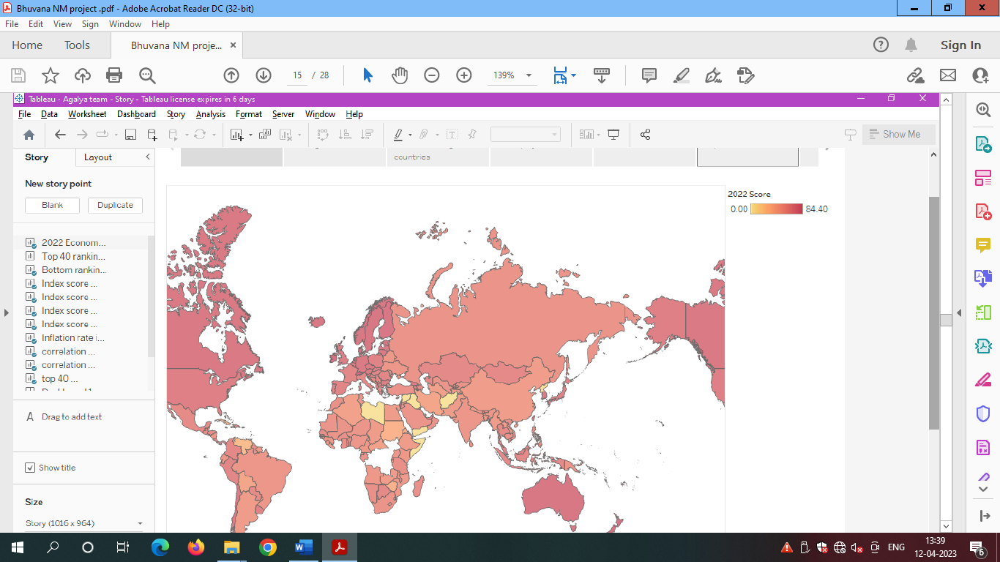 Bhuvana NM project .pdf - Adobe Acrobat Reader DC (32-bit)
File Edit View Sign Window Help
Home Tools Bhuvana NM proje... × Sign In
15 / 28 139%
Tableau - Agalya team - Story - Tableau license expires in 6 days
File Data Worksheet Dashboard Story Analysis Format Server Window Help
Show Me
Story Layout
countries
New story point
Blank Duplicate
2022 Score
0.00 84.40
2022 Econom...
Top 40 rankin...
Bottom rankin...
Index score ...
Index score ...
Index score ...
Index score ...
Inflation rate i...
correlation ...
correlation ...
top 40 ...
A Drag to add text
Show title
Size
Story (1016 x 964)
ENG
13:39
12-04-2023
6